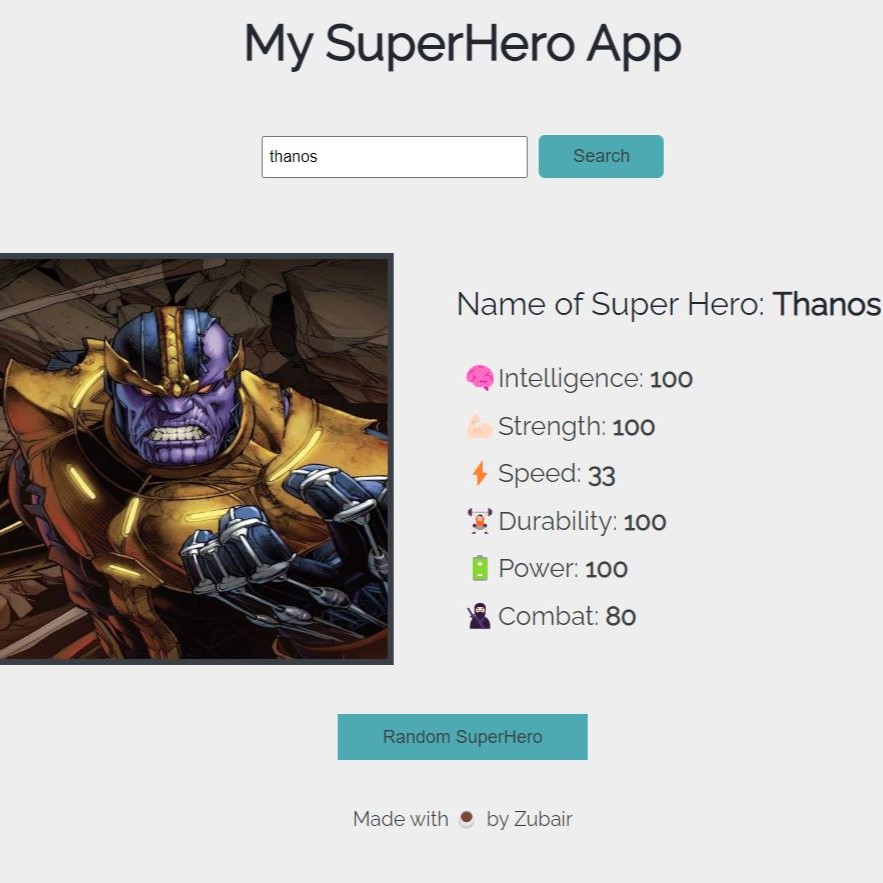 My SuperHero App
thanos
Search
Name of Super Hero: Thanos
🧠Intelligence: 100
💪🏻Strength: 100
⚡Speed: 33
🏋🏻Durability: 100
🔋Power: 100
🥷🏻Combat: 80
Random SuperHero
Made with ☕ by Zubair